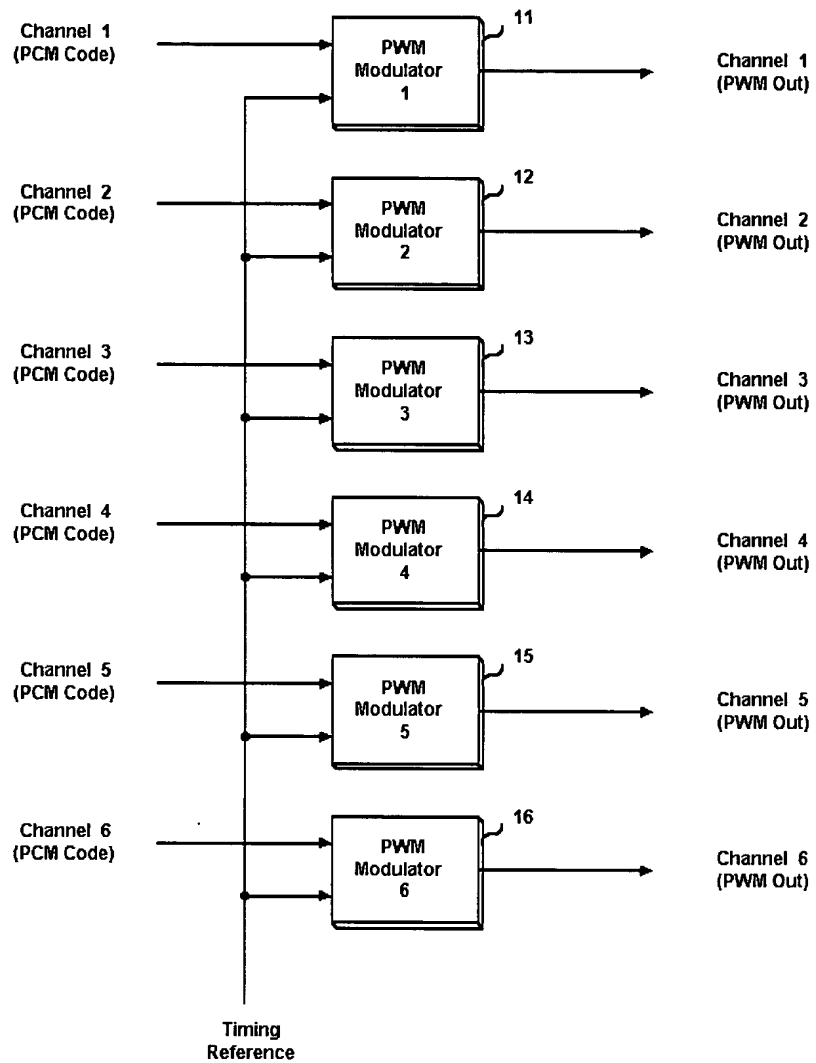 Channel 1
(PCM Code)
PWM
Modulator
1
11
Channel 1
(PWM Out)
Channel 2
(PCM Code)
PWM
Modulator
2
12
Channel 2
(PWM Out)
Channel 3
(PCM Code)
PWM
Modulator
3
13
Channel 3
(PWM Out)
Channel 4
(PCM Code)
PWM
Modulator
4
14
Channel 4
(PWM Out)
Channel 5
(PCM Code)
PWM
Modulator
5
15
Channel 5
(PWM Out)
Channel 6
(PCM Code)
PWM
Modulator
6
16
Channel 6
(PWM Out)
Timing
Reference